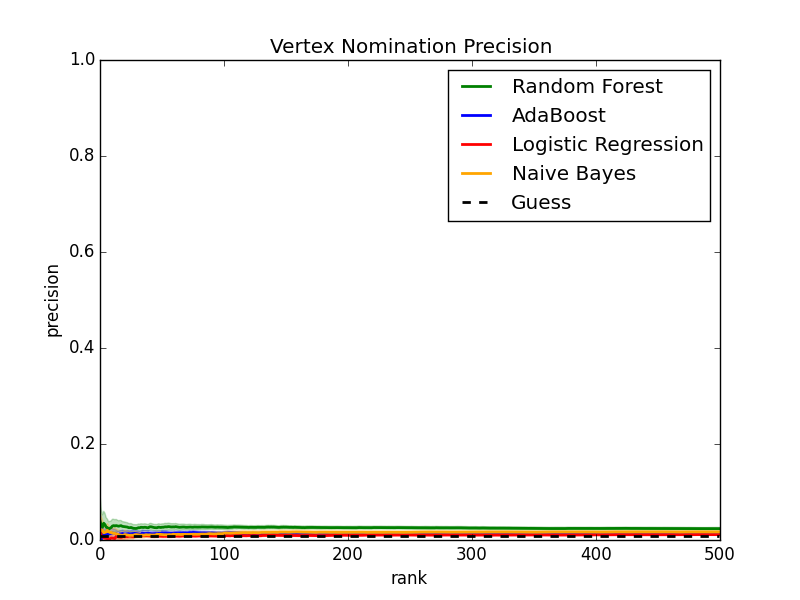 Vertex Nomination Precision
1.0
0.8
0.6
0.4
0.2
0.0
precision
Random Forest
AdaBoost
Logistic Regression
Naive Bayes
Guess
0 100 200 300 400 500
rank